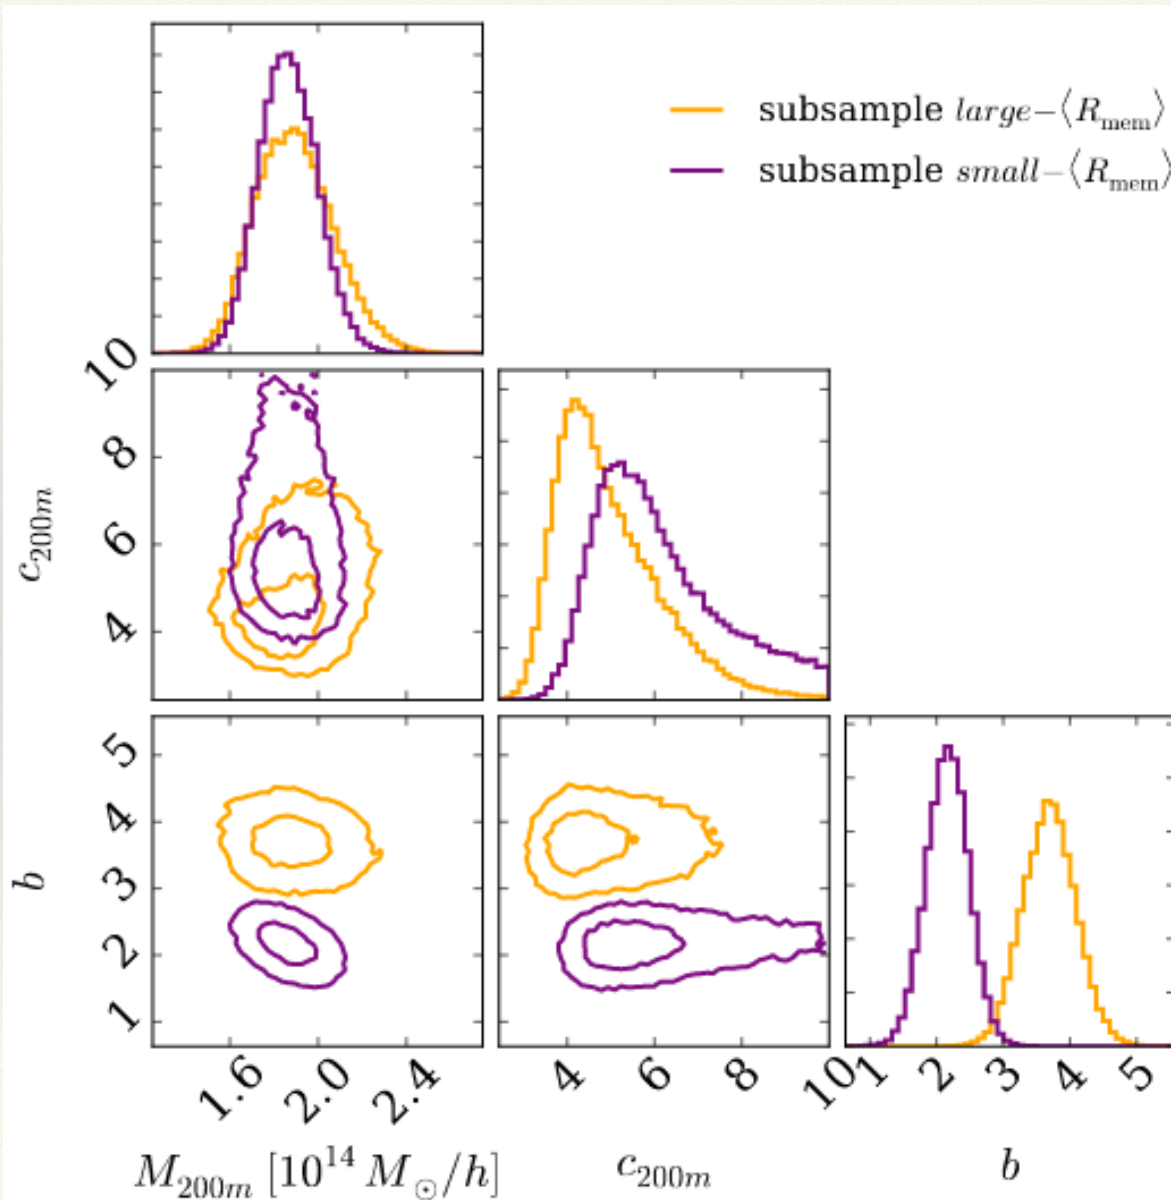 subsample large−⟨R_mem⟩
subsample small−⟨R_mem⟩
10
8
6
4
c_200m
5
4
3
2
1
b
1.6 2.0 2.4 4 6 8 10 1 2 3 4 5
M_200m [10^14 M_⊙/h] c_200m b